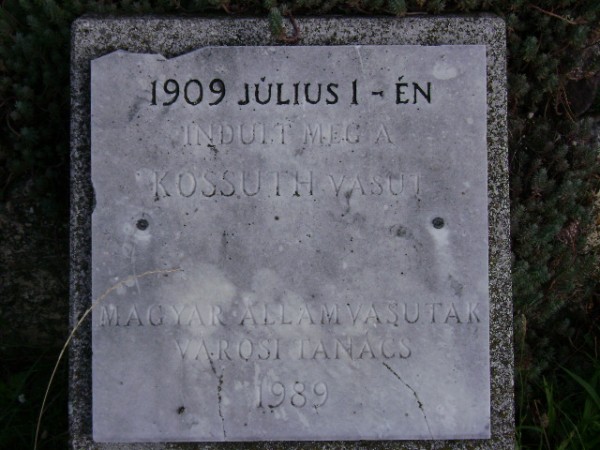 1909 JÚLIUS 1 - ÉN
INDULT MEG A
KOSSUTH VASÚT
MAGYAR ÁLLAMVASUTAK
VÁROSI TANÁCS
1989